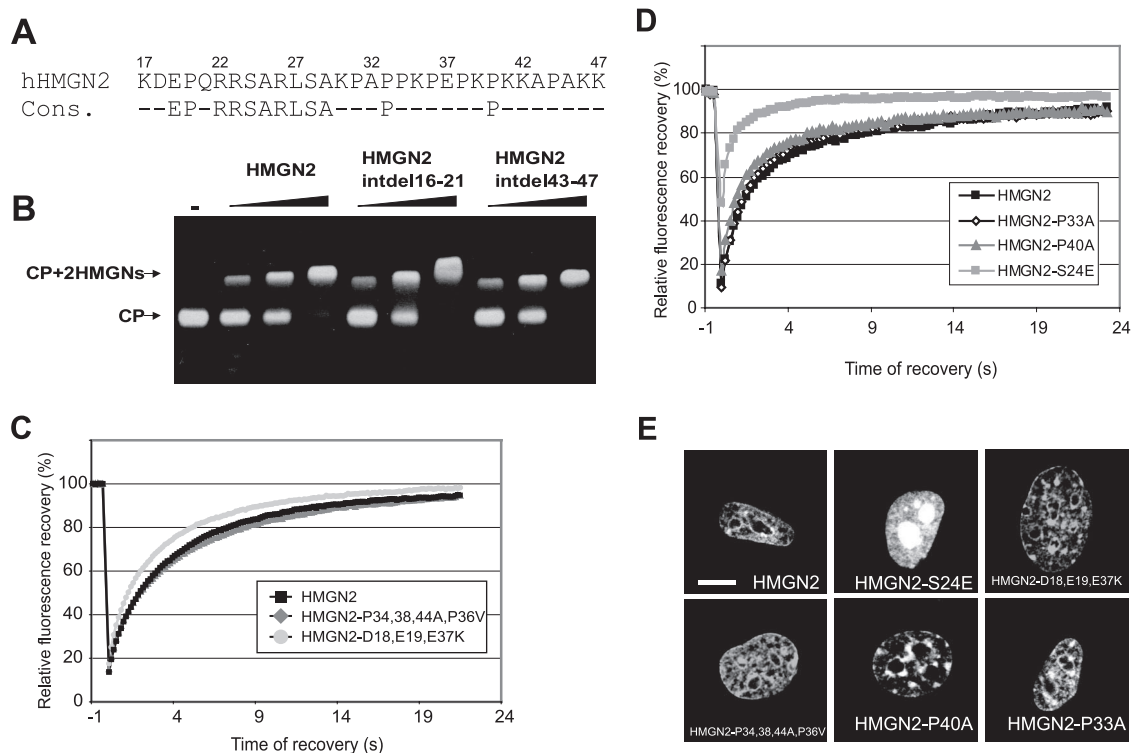 A
17 22 27 32 37 42 47
hHMGN2 KDEPQRRSARLSAKPAPPKPEPKPKKAPAKK
Cons. --EP-RRSARLSA---P------P-------
B
- HMGN2 HMGN2 intdel16-21 HMGN2 intdel43-47
CP+2HMGNs
CP
C
Relative fluorescence recovery (%)
100
80
60
40
20
0
-1 4 9 14 19 24
Time of recovery (s)
HMGN2
HMGN2-P34,38,44A,P36V
HMGN2-D18,E19,E37K
D
Relative fluorescence recovery (%)
100
80
60
40
20
0
-1 4 9 14 19 24
Time of recovery (s)
HMGN2
HMGN2-P33A
HMGN2-P40A
HMGN2-S24E
E
HMGN2
HMGN2-S24E
HMGN2-D18,E19,E37K
HMGN2-P34,38,44A,P36V
HMGN2-P40A
HMGN2-P33A